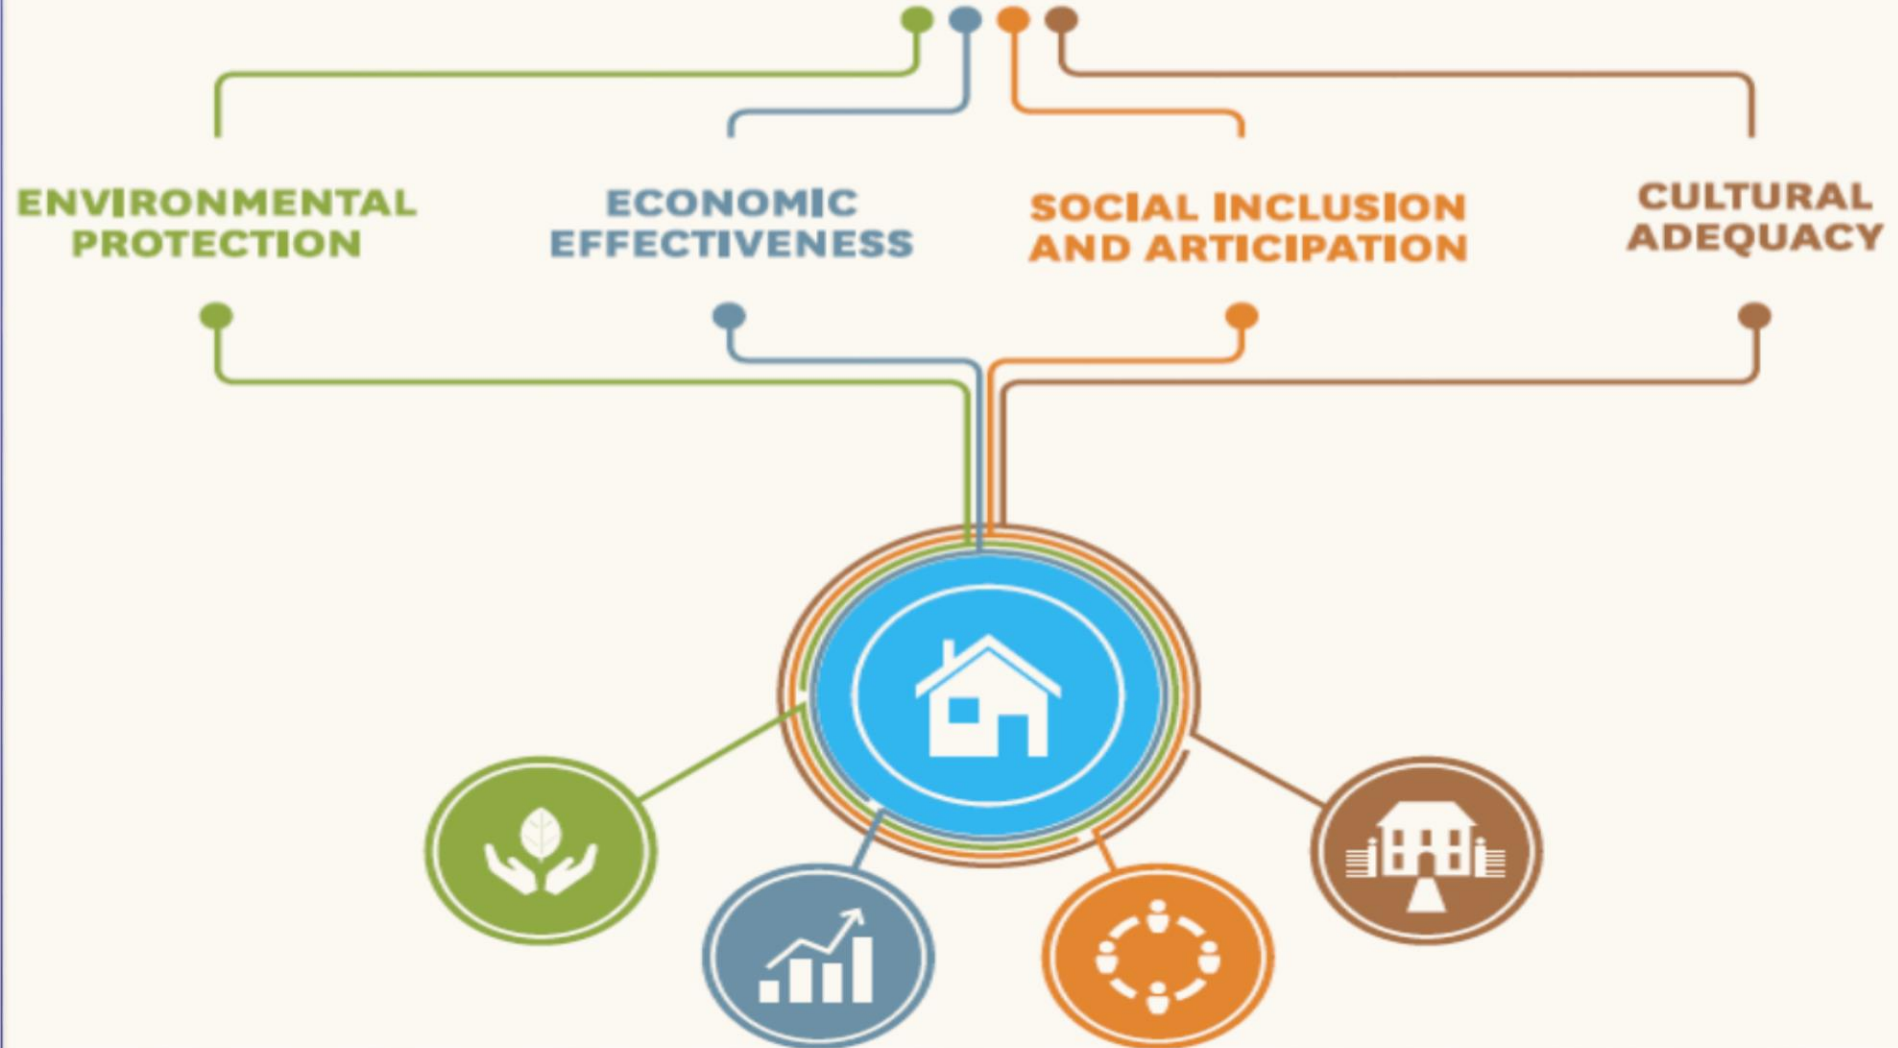 ENVIRONMENTAL
PROTECTION
ECONOMIC
EFFECTIVENESS
SOCIAL INCLUSION
AND ARTICIPATION
CULTURAL
ADEQUACY